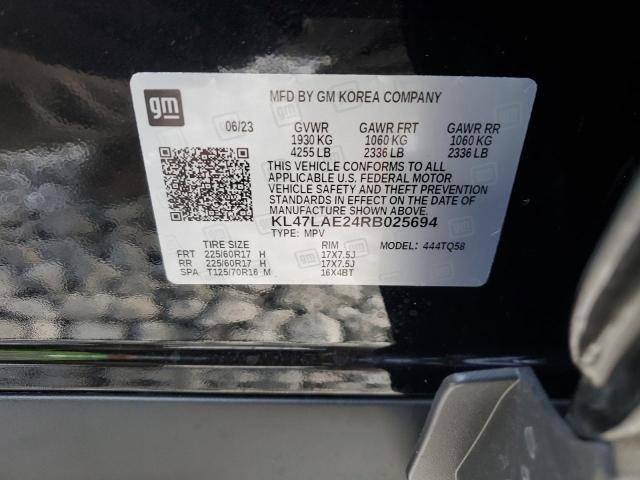 gm
MFD BY GM KOREA COMPANY
06/23 GVWR GAWR FRT GAWR RR
1930 KG 1060 KG 1060 KG
4255 LB 2336 LB 2336 LB
THIS VEHICLE CONFORMS TO ALL
APPLICABLE U.S. FEDERAL MOTOR
VEHICLE SAFETY AND THEFT PREVENTION
STANDARDS IN EFFECT ON THE DATE OF
MANUFACTURE SHOWN ABOVE.
KL47LAE24RB025694
TYPE: MPV MODEL: 444TQ58
TIRE SIZE RIM
FRT 225/60R17 H 17X7.5J
RR 225/60R17 H 17X7.5J
SPA T125/70R16 M 16X4BT